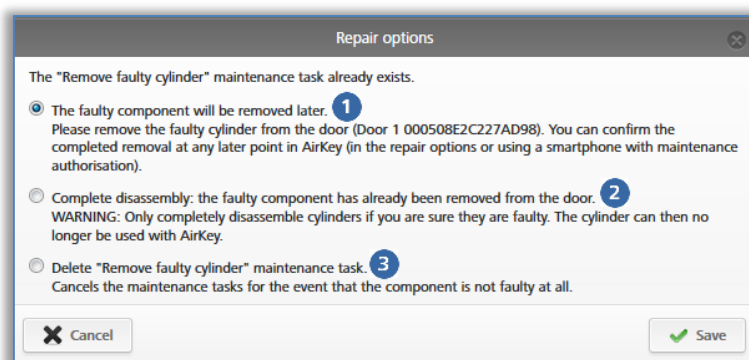 Repair options
The "Remove faulty cylinder" maintenance task already exists.
The faulty component will be removed later. 1
Please remove the faulty cylinder from the door (Door 1 000508E2C227AD98). You can confirm the
completed removal at any later point in AirKey (in the repair options or using a smartphone with maintenance
authorisation).
Complete disassembly: the faulty component has already been removed from the door. 2
WARNING: Only completely disassemble cylinders if you are sure they are faulty. The cylinder can then no
longer be used with AirKey.
Delete "Remove faulty cylinder" maintenance task. 3
Cancels the maintenance tasks for the event that the component is not faulty at all.
Cancel
Save